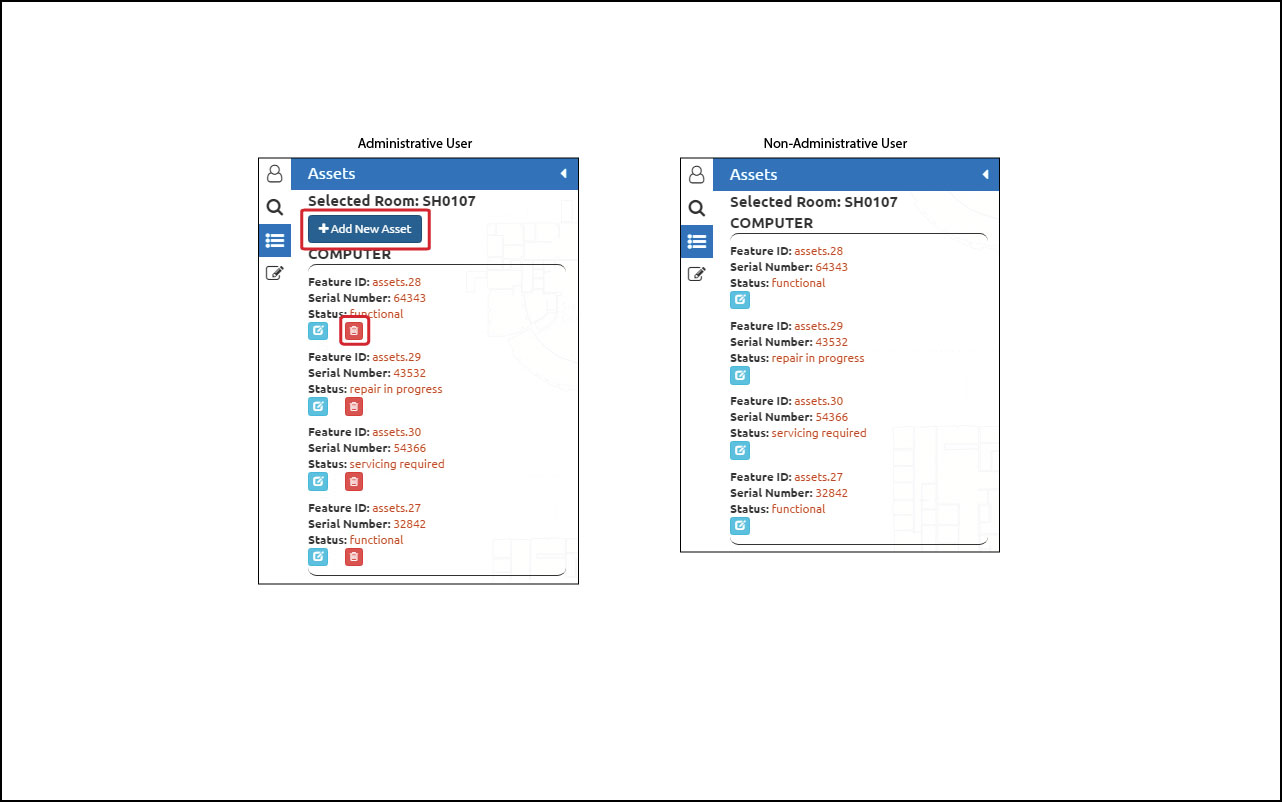 Administrative User
Assets
Selected Room: SH0107
Add New Asset
COMPUTER
Feature ID: assets.28
Serial Number: 64343
Status: functional
Feature ID: assets.29
Serial Number: 43532
Status: repair in progress
Feature ID: assets.30
Serial Number: 54366
Status: servicing required
Feature ID: assets.27
Serial Number: 32842
Status: functional
Non-Administrative User
Assets
Selected Room: SH0107
COMPUTER
Feature ID: assets.28
Serial Number: 64343
Status: functional
Feature ID: assets.29
Serial Number: 43532
Status: repair in progress
Feature ID: assets.30
Serial Number: 54366
Status: servicing required
Feature ID: assets.27
Serial Number: 32842
Status: functional